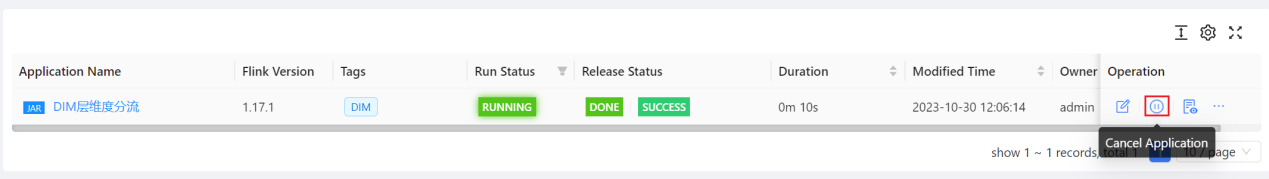 Application Name Flink Version Tags Run Status Release Status Duration Modified Time Owner Operation
JAR DIM层维度分流 1.17.1 DIM RUNNING DONE SUCCESS 0m 10s 2023-10-30 12:06:14 admin ...
Cancel Application
show 1 ~ 1 records, total 1 10 / page